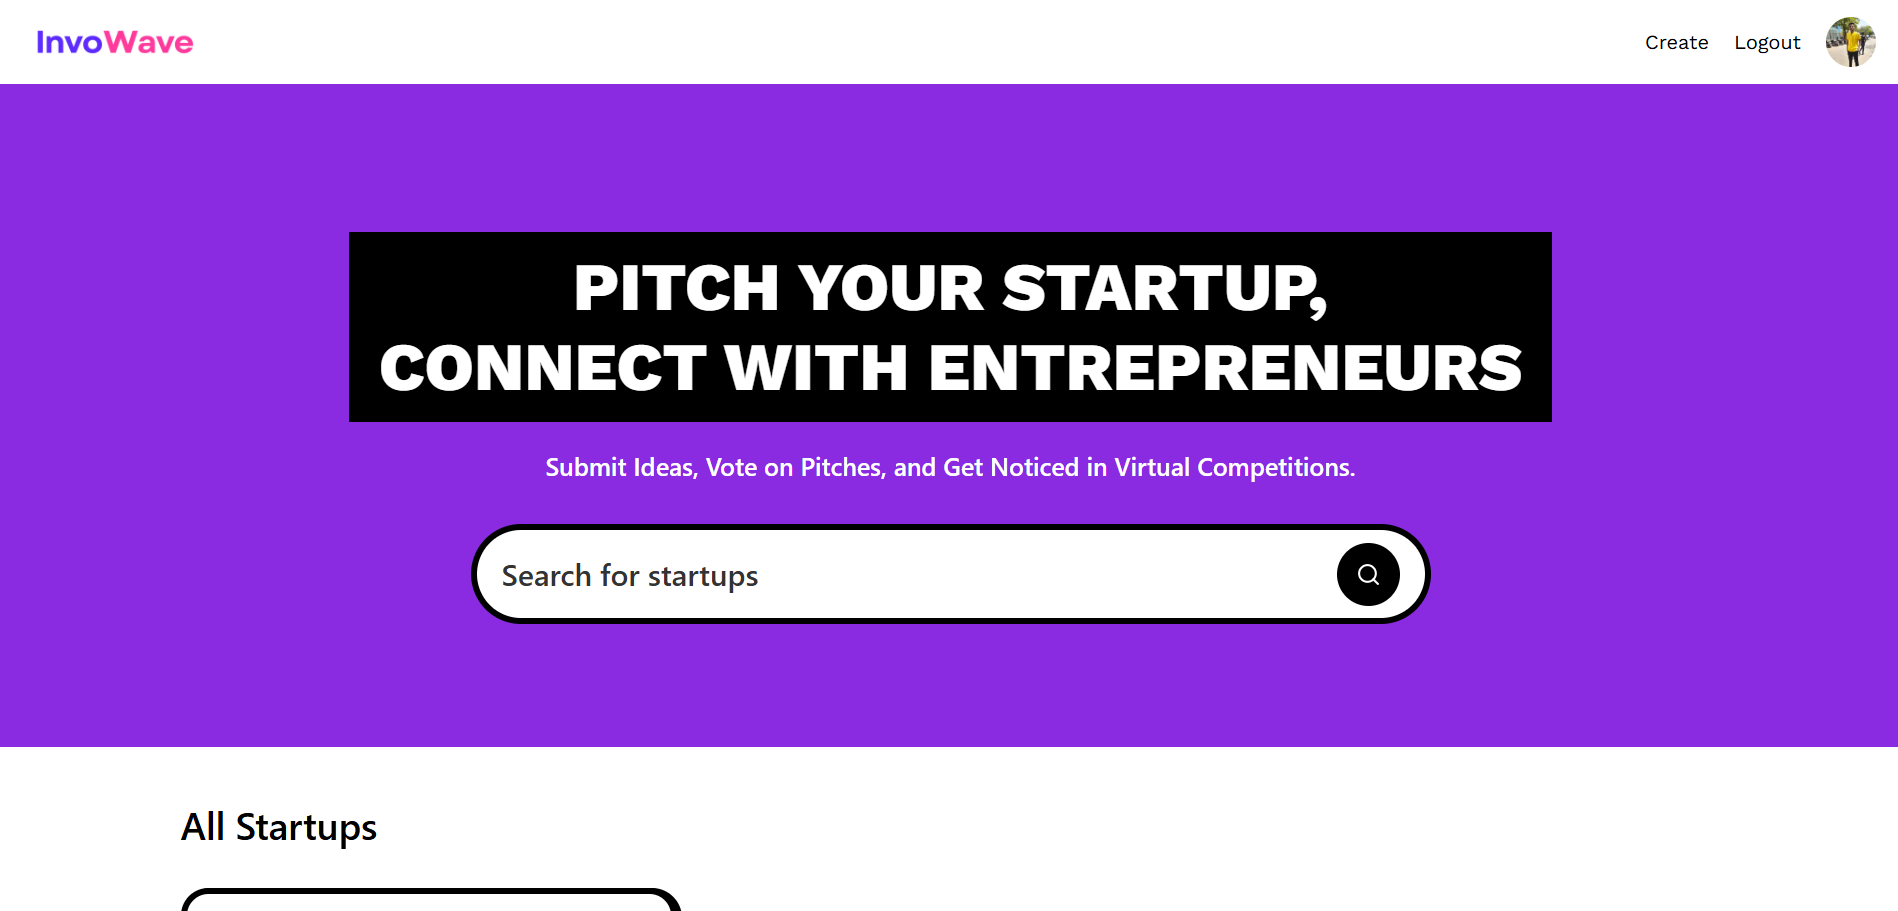 InvoWave
Create
Logout
PITCH YOUR STARTUP,
CONNECT WITH ENTREPRENEURS
Submit Ideas, Vote on Pitches, and Get Noticed in Virtual Competitions.
Search for startups
All Startups